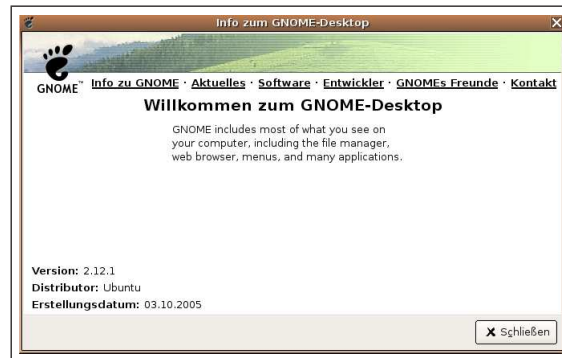 Info zum GNOME-Desktop
GNOME™
Info zu GNOME · Aktuelles · Software · Entwickler · GNOMEs Freunde · Kontakt
Willkommen zum GNOME-Desktop
GNOME includes most of what you see on
your computer, including the file manager,
web browser, menus, and many applications.
Version: 2.12.1
Distributor: Ubuntu
Erstellungsdatum: 03.10.2005
Schließen